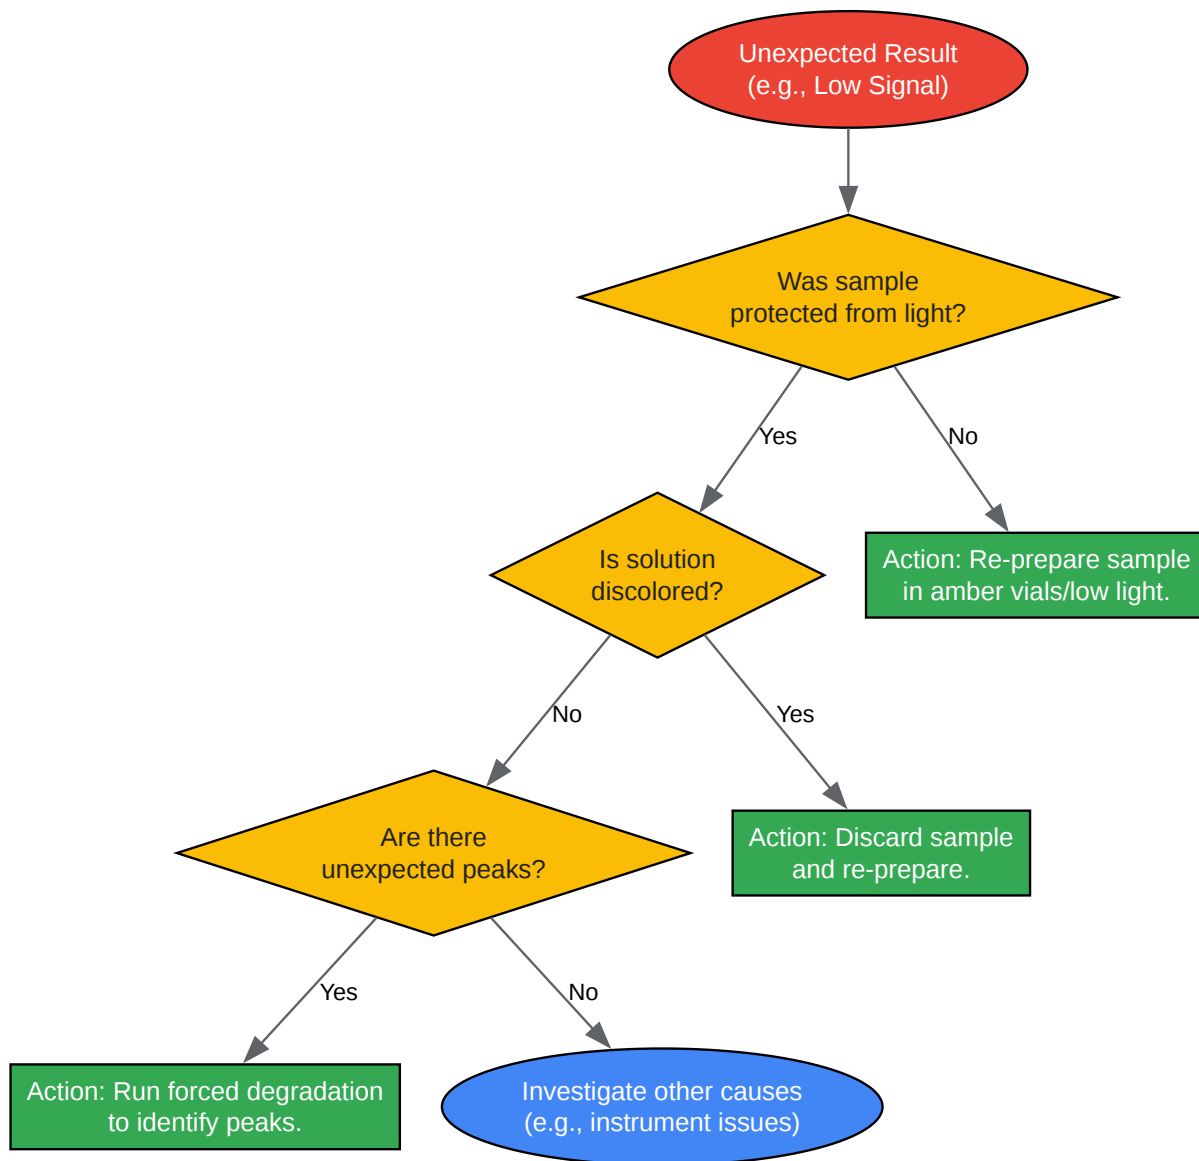 Unexpected Result
(e.g., Low Signal)
Was sample
protected from light?
Yes
No
Is solution
discolored?
Action: Re-prepare sample
in amber vials/low light.
No
Yes
Are there
unexpected peaks?
Action: Discard sample
and re-prepare.
Yes
No
Action: Run forced degradation
to identify peaks.
Investigate other causes
(e.g., instrument issues)